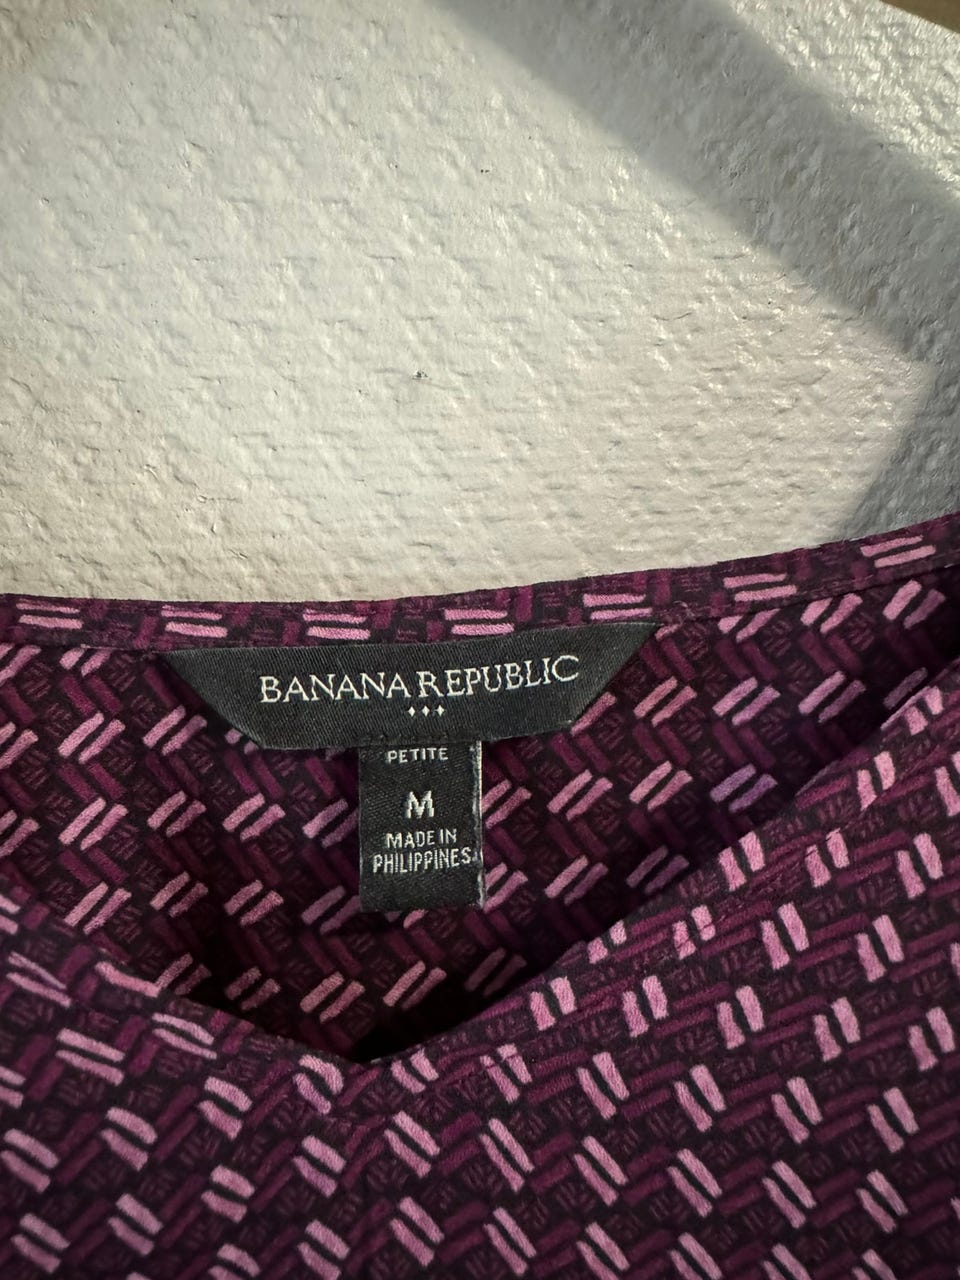 BANANA REPUBLIC
PETITE
M
MADE IN
PHILIPPINES